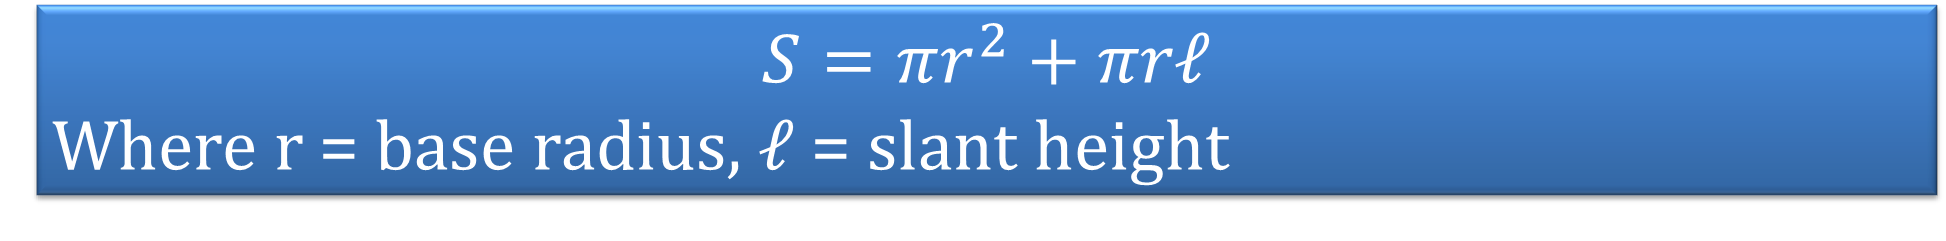 S = πr² + πrℓ
Where r = base radius, ℓ = slant height